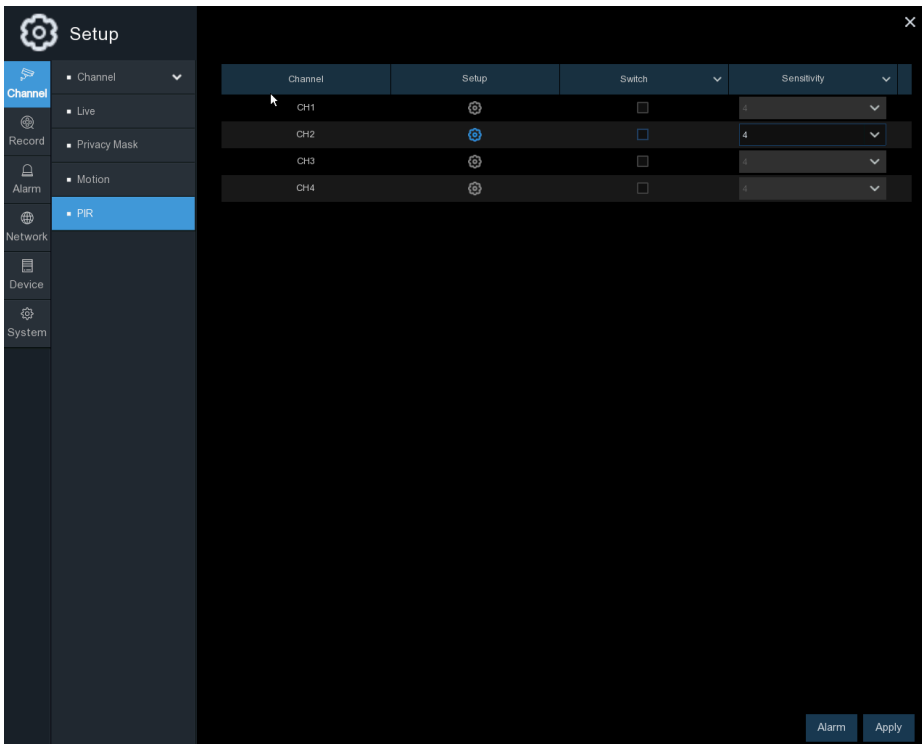 Setup
Channel
Record
Alarm
Network
Device
System
Channel
Live
Privacy Mask
Motion
PIR
Channel Setup Switch Sensitivity
CH1 4
CH2 4
CH3 4
CH4 4
Alarm Apply